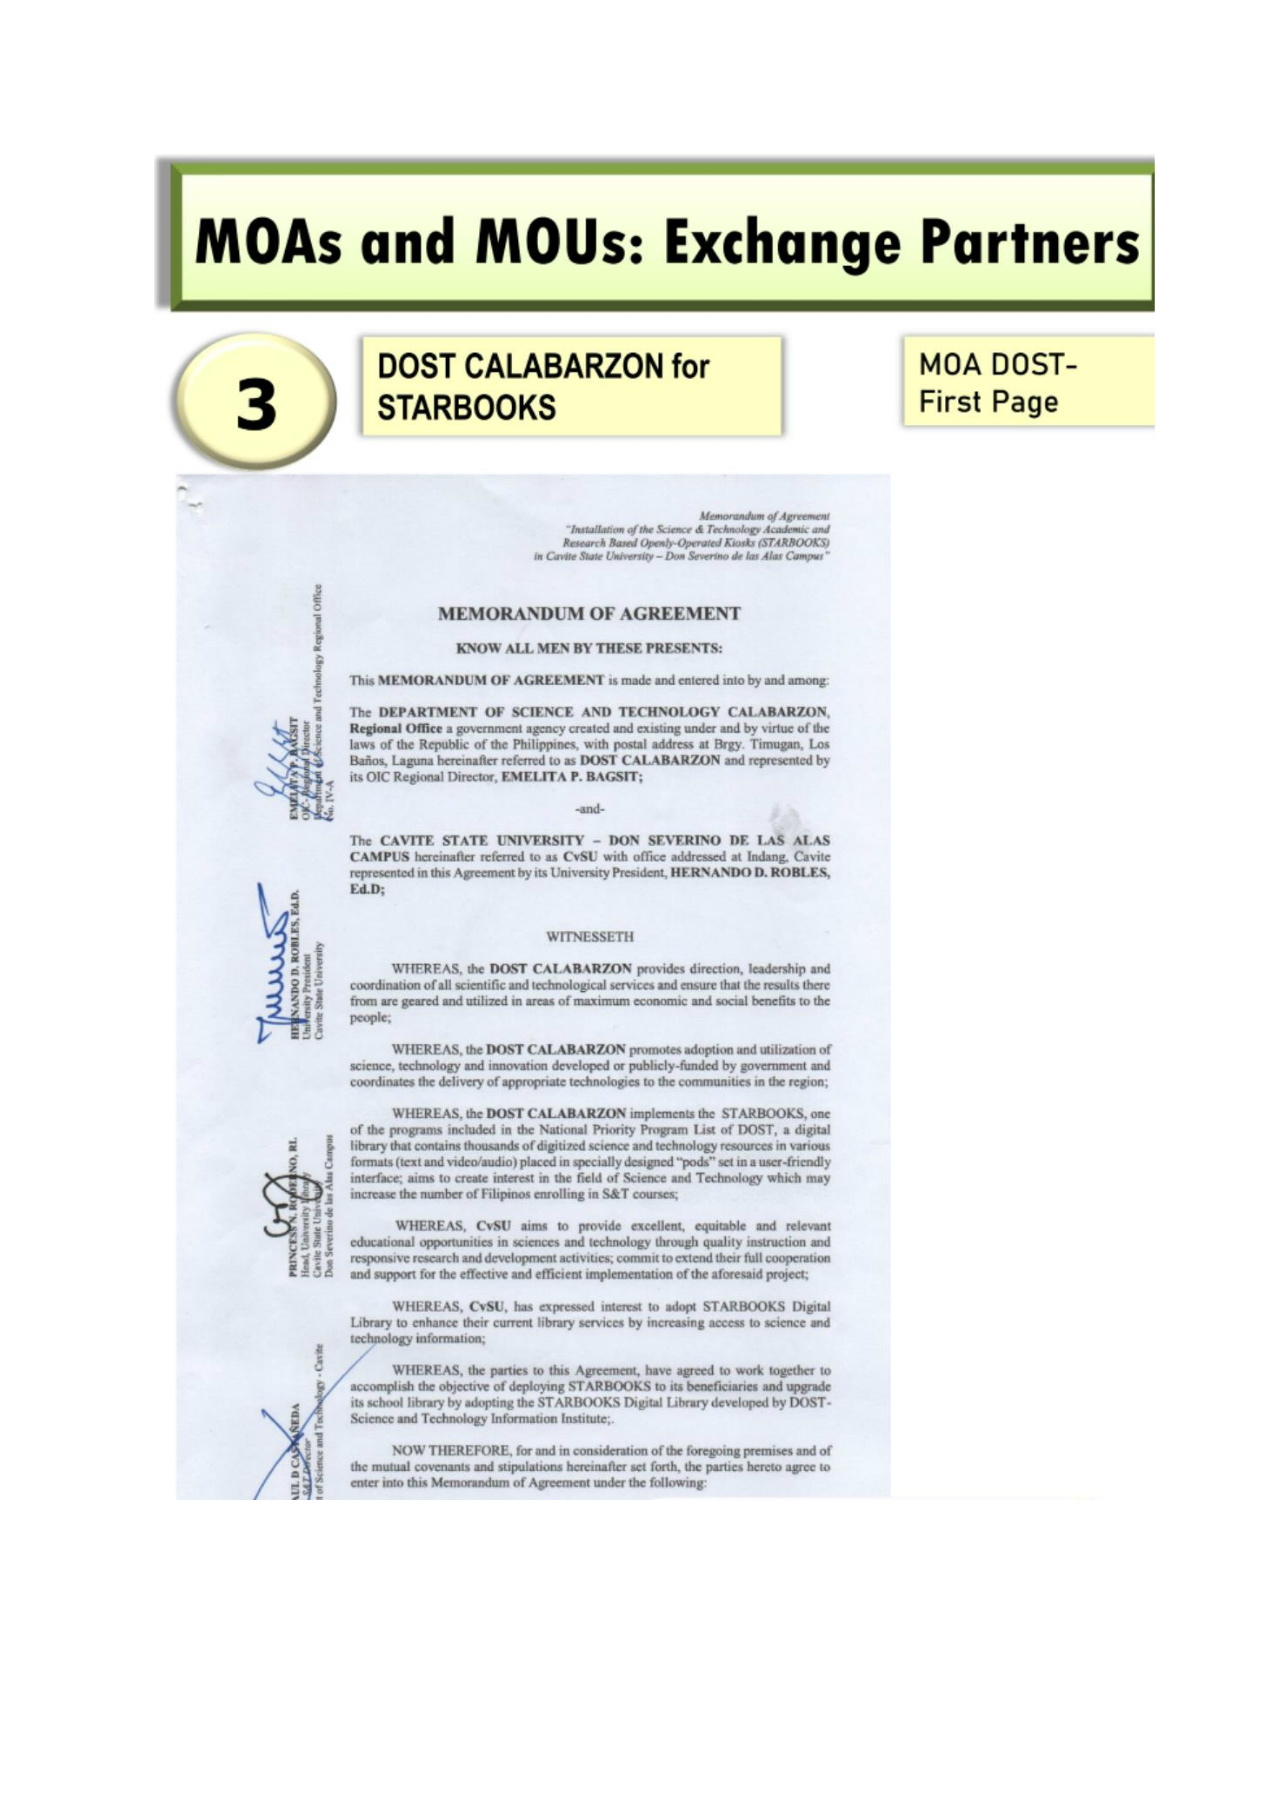 MOAs and MOUs: Exchange Partners
3
DOST CALABARZON for
STARBOOKS
MOA DOST-
First Page
Memorandum of Agreement
"Installation of the Science & Technology Academic and
Research Based Openly-Operated Kiosks (STARBOOKS)
in Cavite State University – Don Severino de las Alas Campus"
MEMORANDUM OF AGREEMENT
KNOW ALL MEN BY THESE PRESENTS:
This MEMORANDUM OF AGREEMENT is made and entered into by and among:
The DEPARTMENT OF SCIENCE AND TECHNOLOGY CALABARZON,
Regional Office a government agency created and existing under and by virtue of the
laws of the Republic of the Philippines, with postal address at Brgy. Timugan, Los
Baños, Laguna hereinafter referred to as DOST CALABARZON and represented by
its OIC Regional Director, EMELITA P. BAGSIT;
-and-
The CAVITE STATE UNIVERSITY – DON SEVERINO DE LAS ALAS
CAMPUS hereinafter referred to as CvSU with office addressed at Indang, Cavite
represented in this Agreement by its University President, HERNANDO D. ROBLES,
Ed.D;
WITNESSETH
WHEREAS, the DOST CALABARZON provides direction, leadership and
coordination of all scientific and technological services and ensure that the results there
from are geared and utilized in areas of maximum economic and social benefits to the
people;
WHEREAS, the DOST CALABARZON promotes adoption and utilization of
science, technology and innovation developed or publicly-funded by government and
coordinates the delivery of appropriate technologies to the communities in the region;
WHEREAS, the DOST CALABARZON implements the STARBOOKS, one
of the programs included in the National Priority Program List of DOST, a digital
library that contains thousands of digitized science and technology resources in various
formats (text and video/audio) placed in specially designed "pods" set in a user-friendly
interface; aims to create interest in the field of Science and Technology which may
increase the number of Filipinos enrolling in S&T courses;
WHEREAS, CvSU aims to provide excellent, equitable and relevant
educational opportunities in sciences and technology through quality instruction and
responsive research and development activities; commit to extend their full cooperation
and support for the effective and efficient implementation of the aforesaid project;
WHEREAS, CvSU, has expressed interest to adopt STARBOOKS Digital
Library to enhance their current library services by increasing access to science and
technology information;
WHEREAS, the parties to this Agreement, have agreed to work together to
accomplish the objective of deploying STARBOOKS to its beneficiaries and upgrade
its school library by adopting the STARBOOKS Digital Library developed by DOST-
Science and Technology Information Institute;.
NOW THEREFORE, for and in consideration of the foregoing premises and of
the mutual covenants and stipulations hereinafter set forth, the parties hereto agree to
enter into this Memorandum of Agreement under the following:
EMELITA P. BAGSIT
OIC- Regional Director
Department of Science and Technology Regional Office
No. IV-A
HERNANDO D. ROBLES, Ed.D.
University President
Cavite State University
PRINCESS N. RODERNO, RL
Head, University Library
Cavite State University
Don Severino de las Alas Campus
AUL D CASTAÑEDA
Director
t of Science and Technology - Cavite